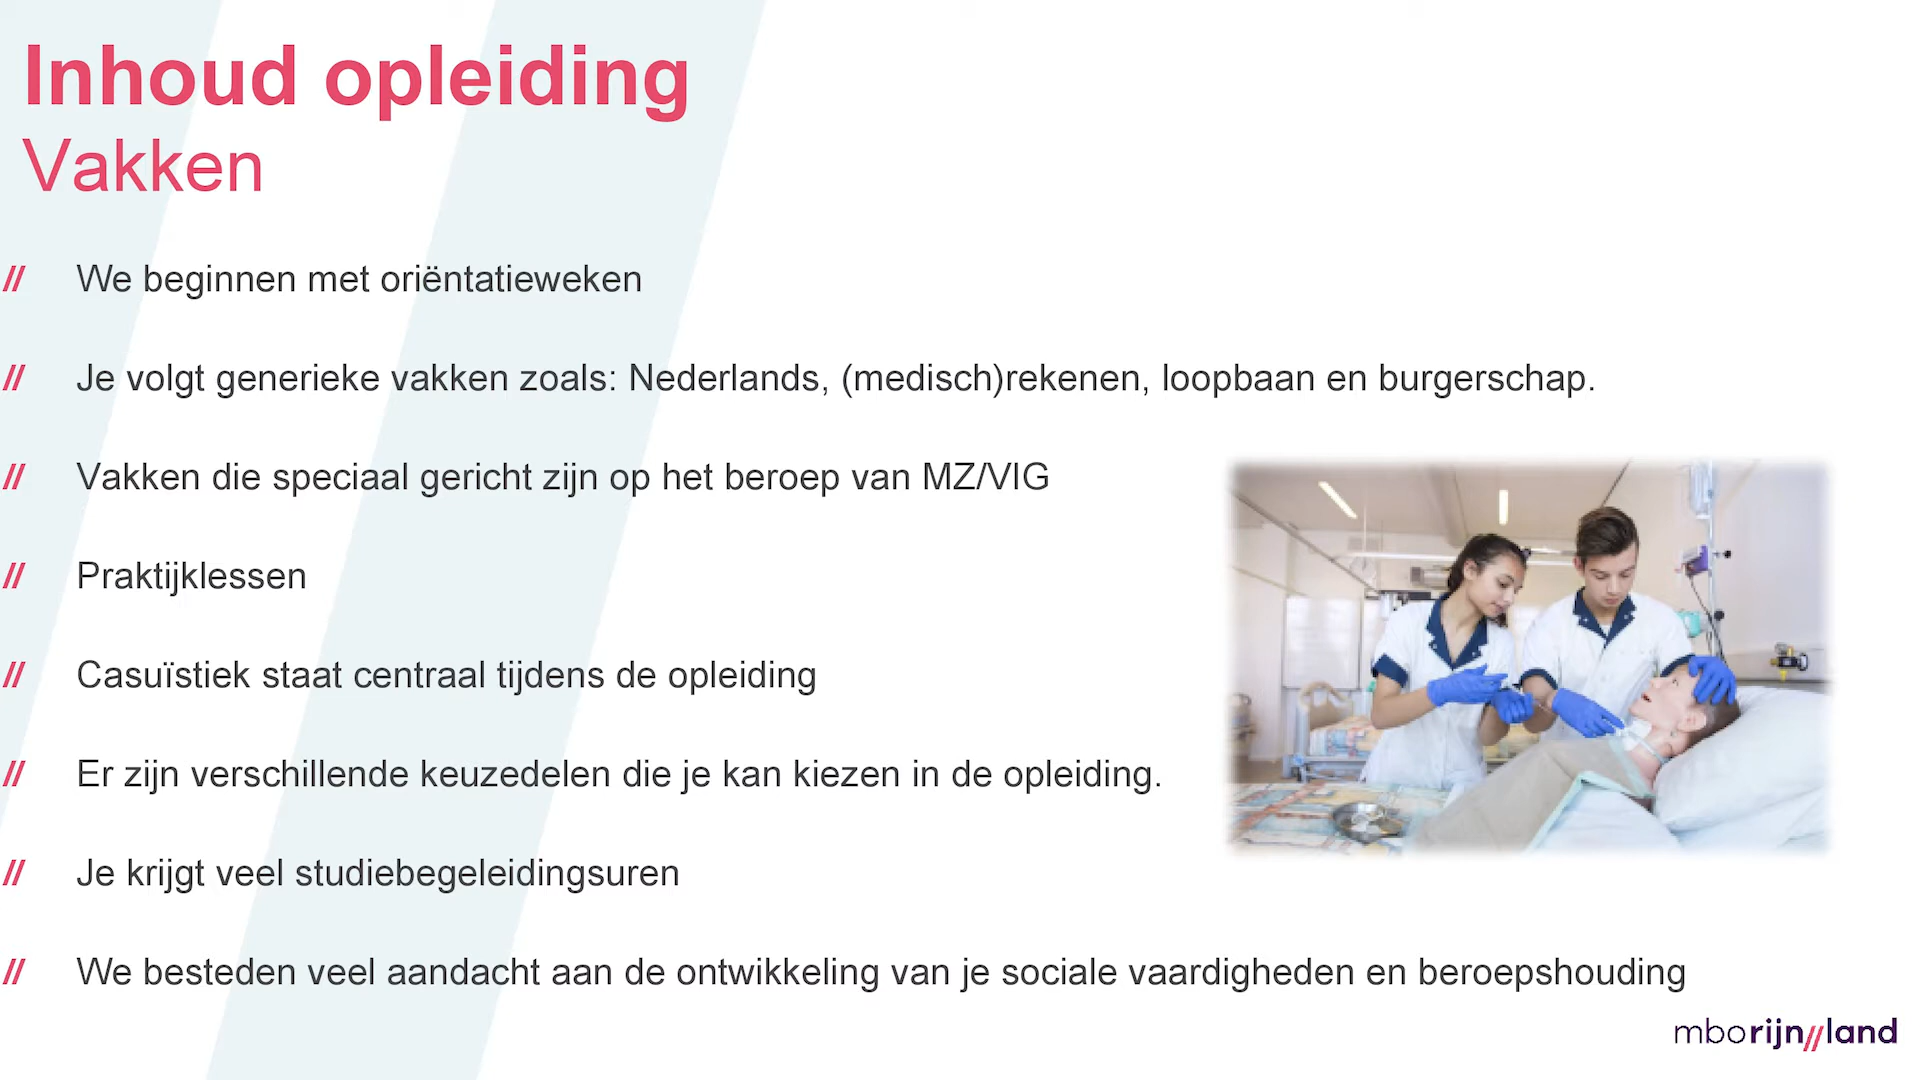 Inhoud opleiding
Vakken
// We beginnen met oriëntatieweken
// Je volgt generieke vakken zoals: Nederlands, (medisch)rekenen, loopbaan en burgerschap.
// Vakken die speciaal gericht zijn op het beroep van MZ/VIG
// Praktijklessen
// Casuïstiek staat centraal tijdens de opleiding
// Er zijn verschillende keuzedelen die je kan kiezen in de opleiding.
// Je krijgt veel studiebegeleidingsuren
// We besteden veel aandacht aan de ontwikkeling van je sociale vaardigheden en beroepshouding
mborijn//land